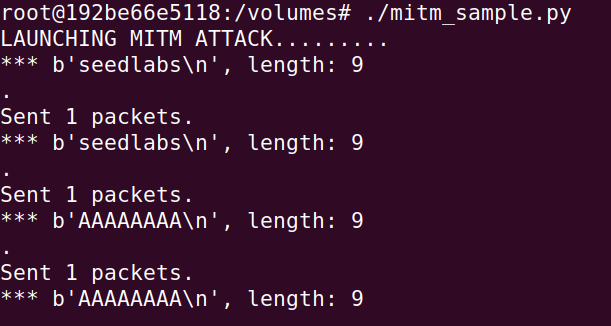 root@192be66e5118:/volumes# ./mitm_sample.py
LAUNCHING MITM ATTACK.........
*** b'seedlabs\n', length: 9
.
Sent 1 packets.
*** b'seedlabs\n', length: 9
.
Sent 1 packets.
*** b'AAAAAAAA\n', length: 9
.
Sent 1 packets.
*** b'AAAAAAAA\n', length: 9